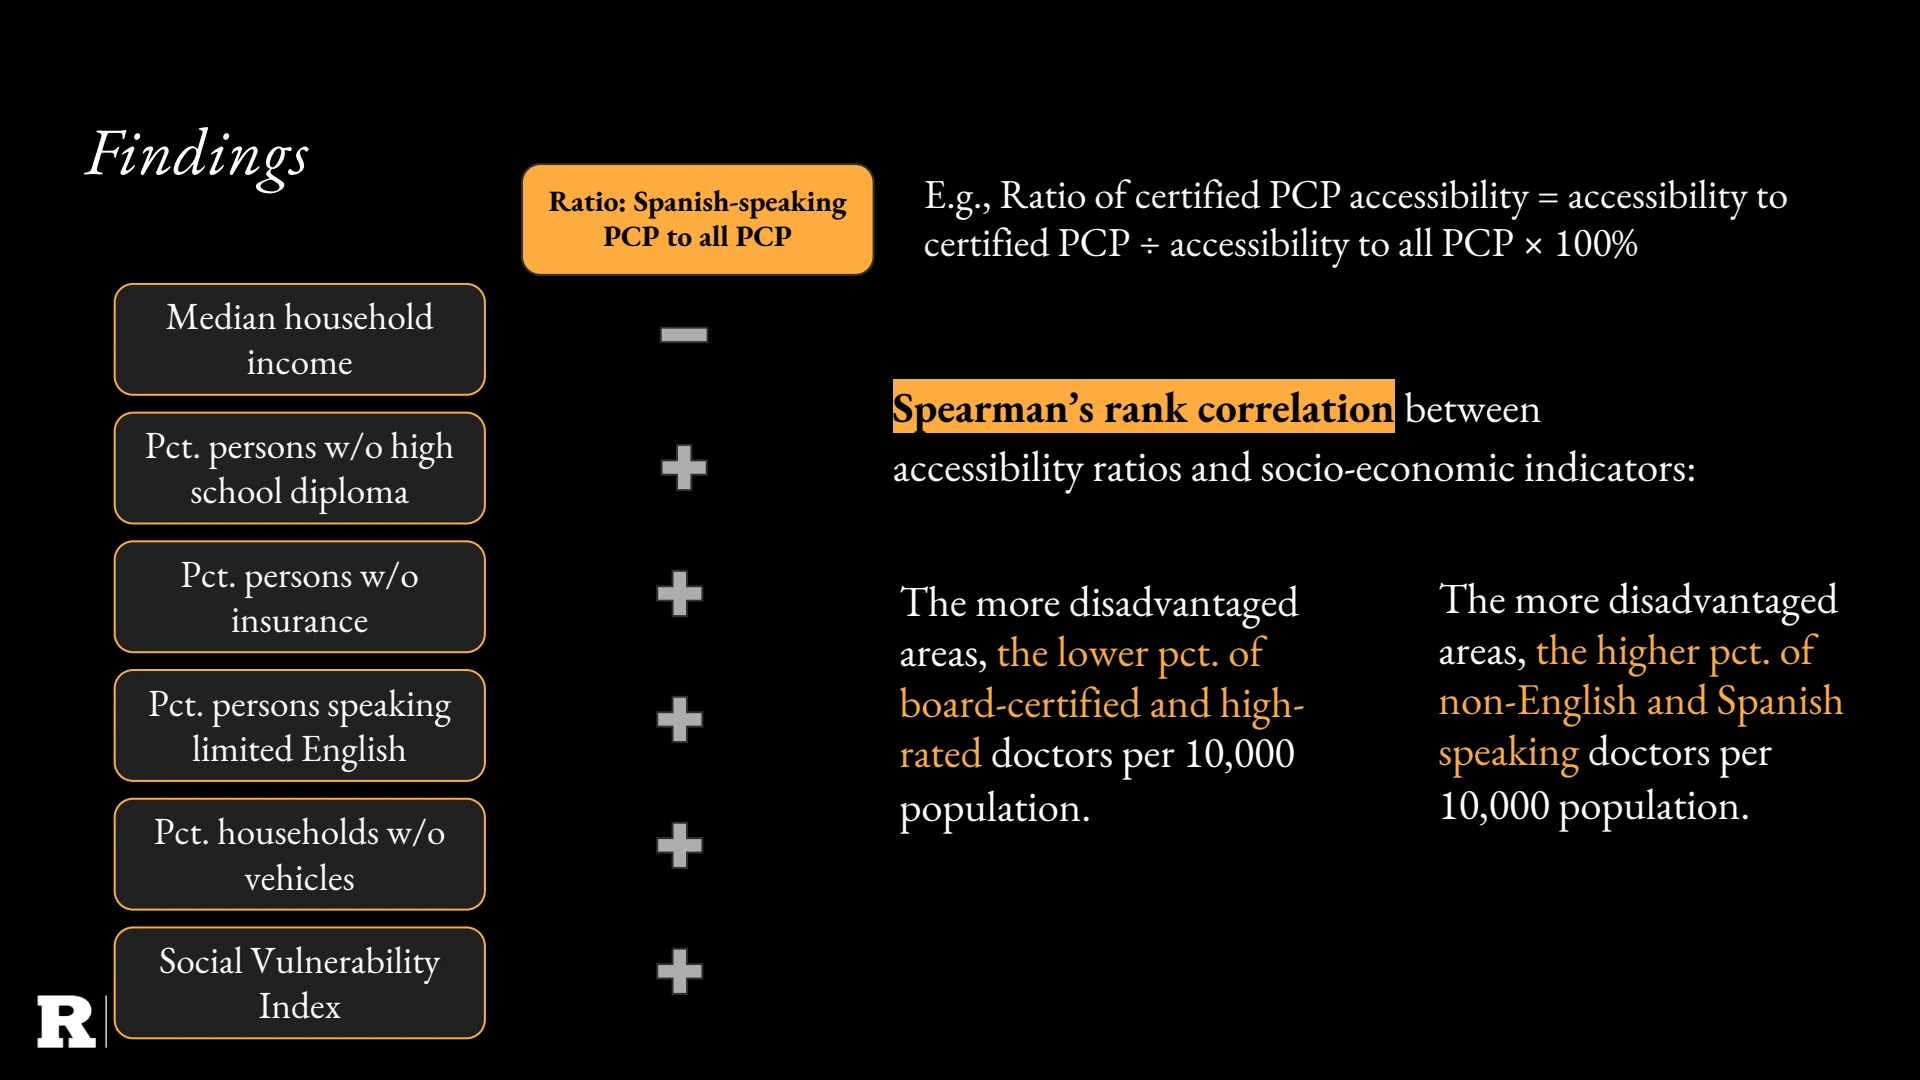 Findings
Ratio: Spanish-speaking
PCP to all PCP
E.g., Ratio of certified PCP accessibility = accessibility to
certified PCP ÷ accessibility to all PCP × 100%
Median household
income
Pct. persons w/o high
school diploma
Pct. persons w/o
insurance
Pct. persons speaking
limited English
Pct. households w/o
vehicles
Social Vulnerability
Index
Spearman’s rank correlation between
accessibility ratios and socio-economic indicators:
The more disadvantaged
areas, the lower pct. of
board-certified and high-
rated doctors per 10,000
population.
The more disadvantaged
areas, the higher pct. of
non-English and Spanish
speaking doctors per
10,000 population.
R